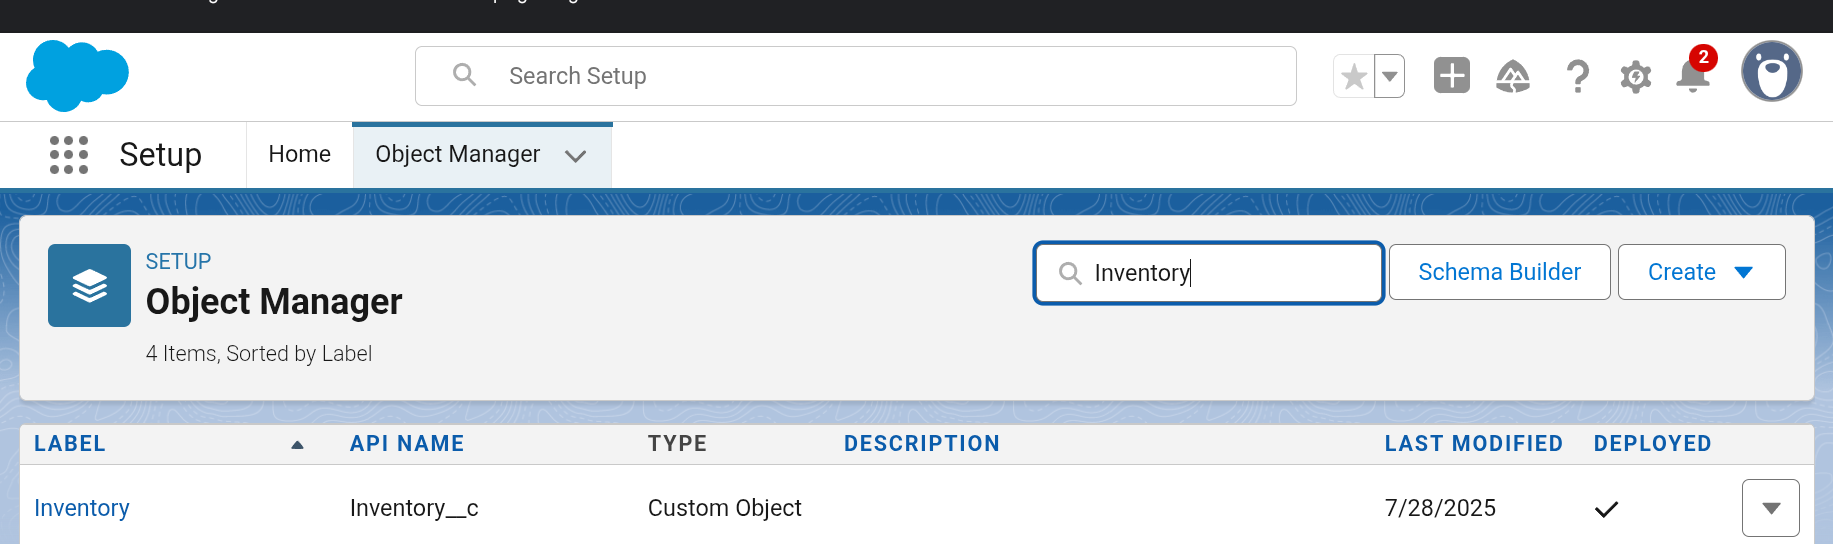 Search Setup
2
Setup
Home
Object Manager
SETUP
Object Manager
4 Items, Sorted by Label
Inventory
Schema Builder
Create
LABEL API NAME TYPE DESCRIPTION LAST MODIFIED DEPLOYED
Inventory Inventory__c Custom Object 7/28/2025